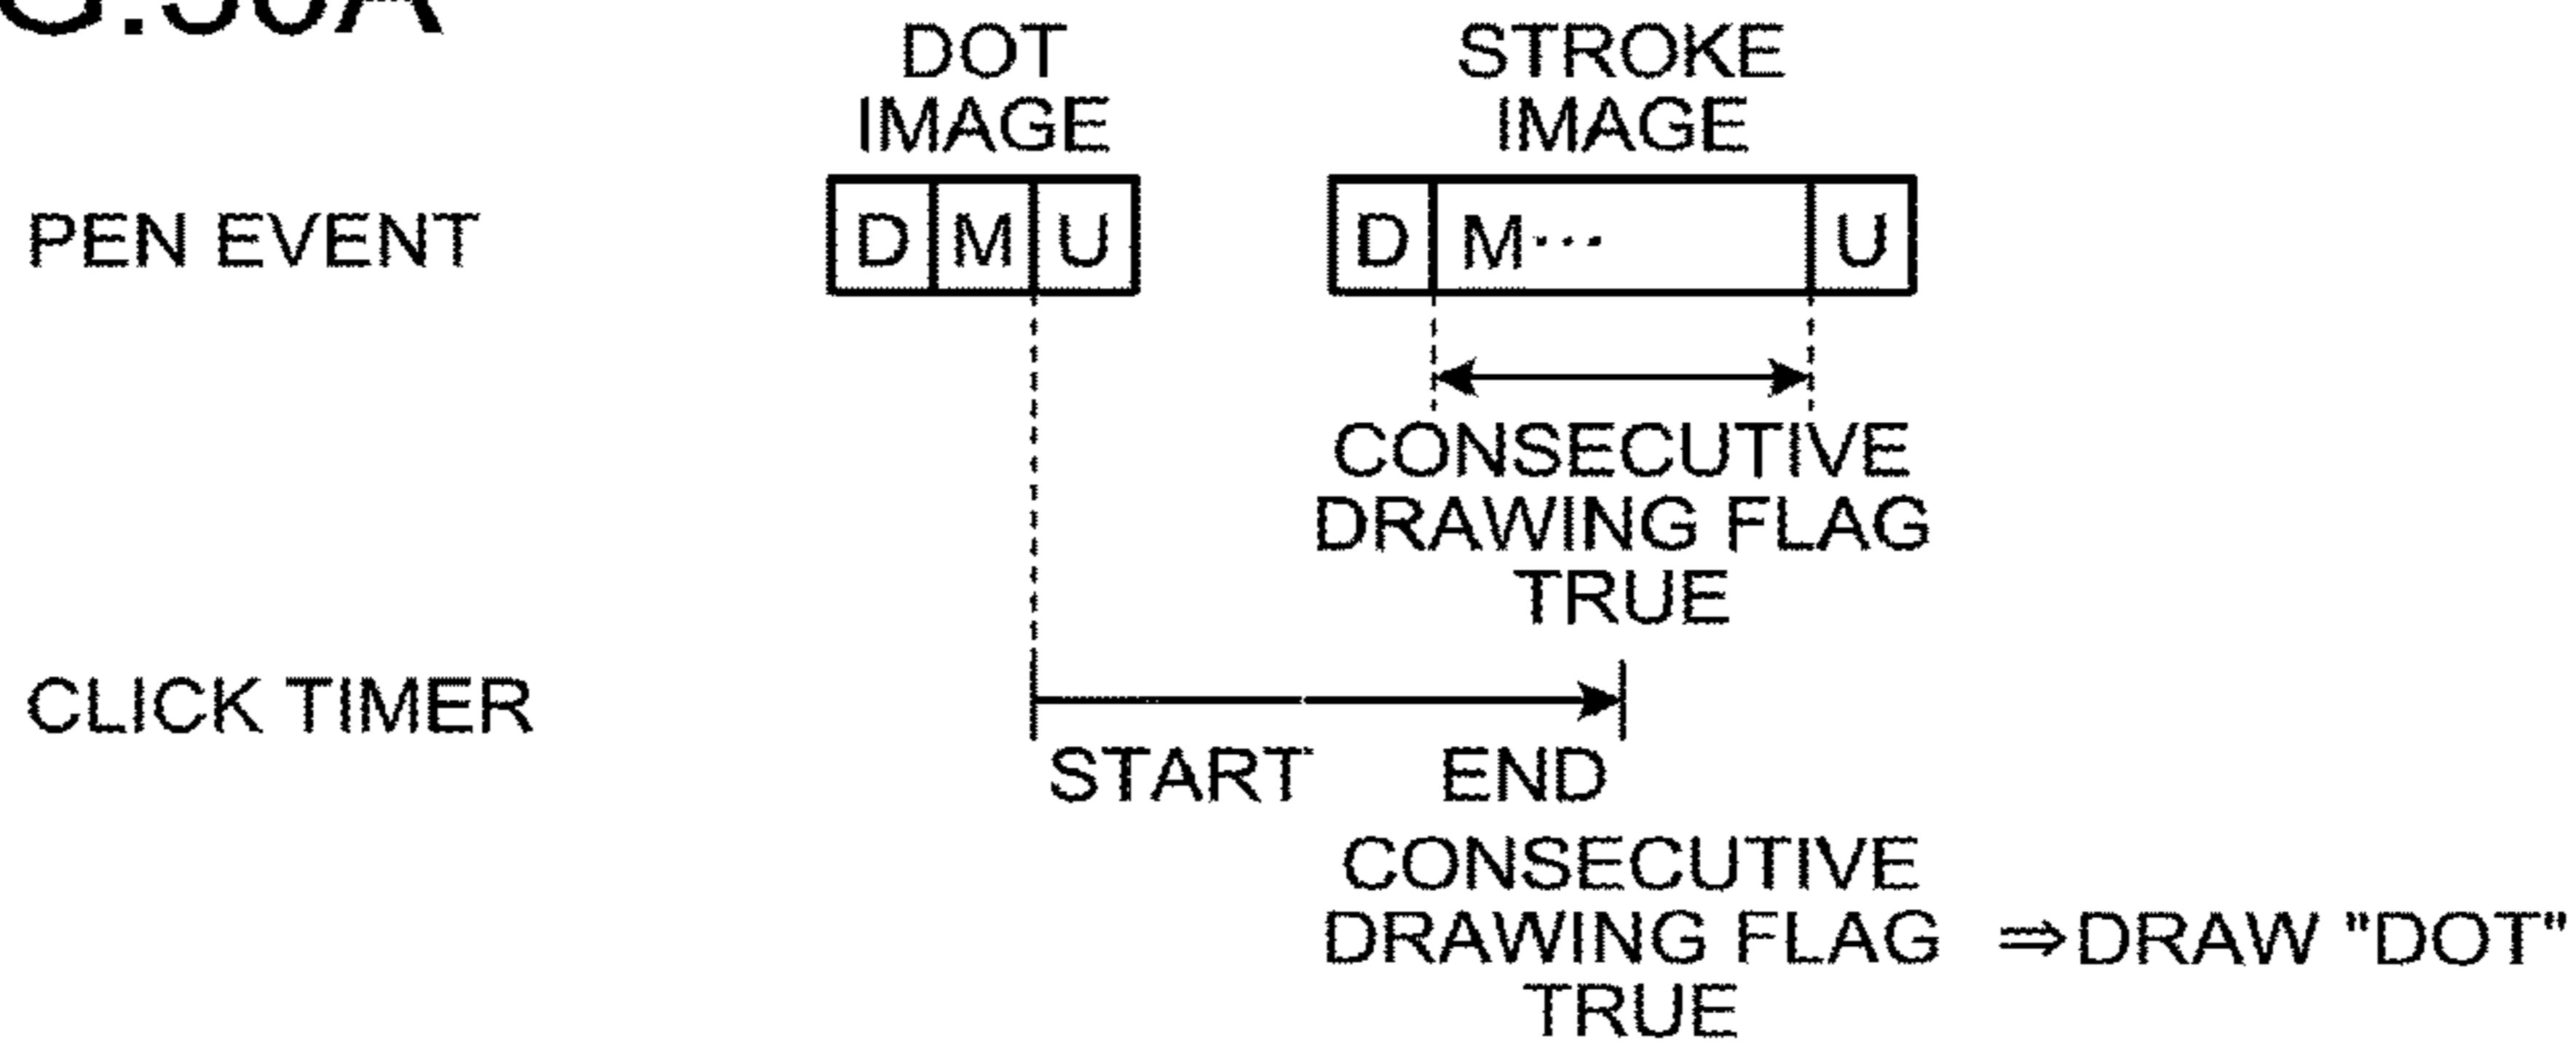 G.30A
DOT
IMAGE
STROKE
IMAGE
PEN EVENT
D M U
D M··· U
CONSECUTIVE
DRAWING FLAG
TRUE
CLICK TIMER
START END
CONSECUTIVE
DRAWING FLAG ⇒DRAW "DOT"
TRUE